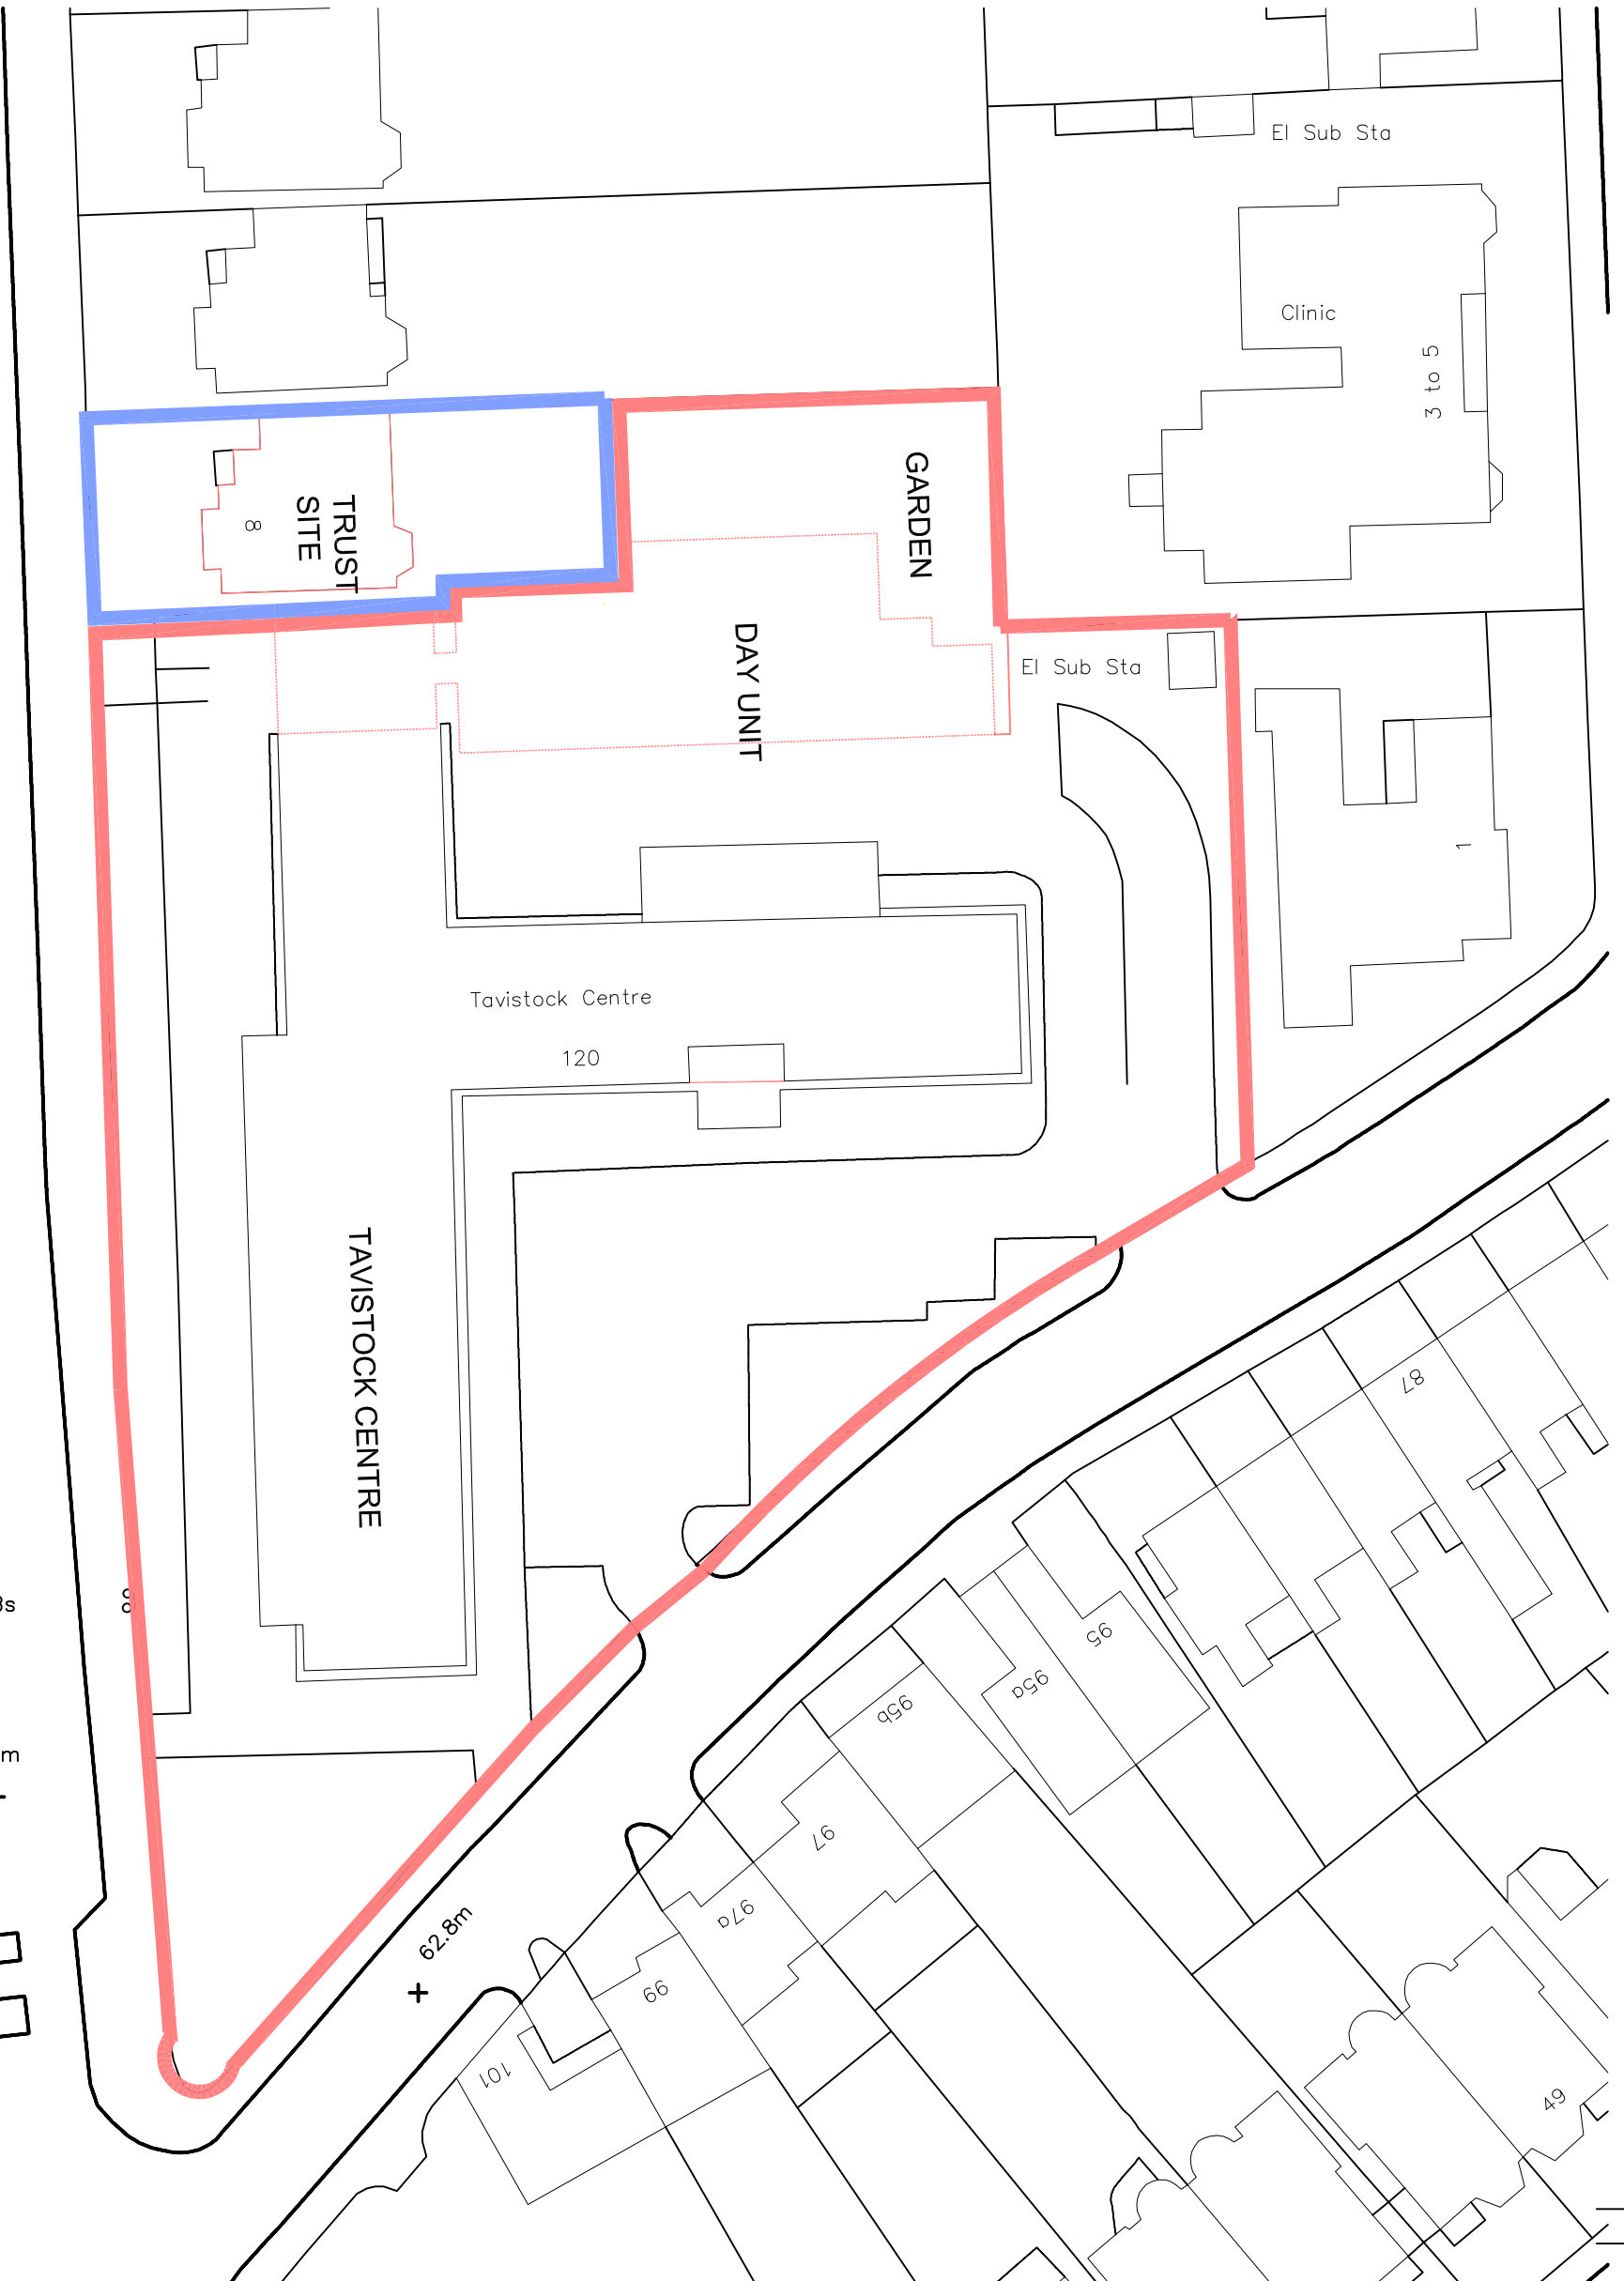 El Sub Sta
Clinic
3 to 5
GARDEN
TRUST
SITE
8
DAY UNIT
El Sub Sta
1
Tavistock Centre
120
TAVISTOCK CENTRE
87
95
95a
95b
97
97a
62.8m
99
101
49